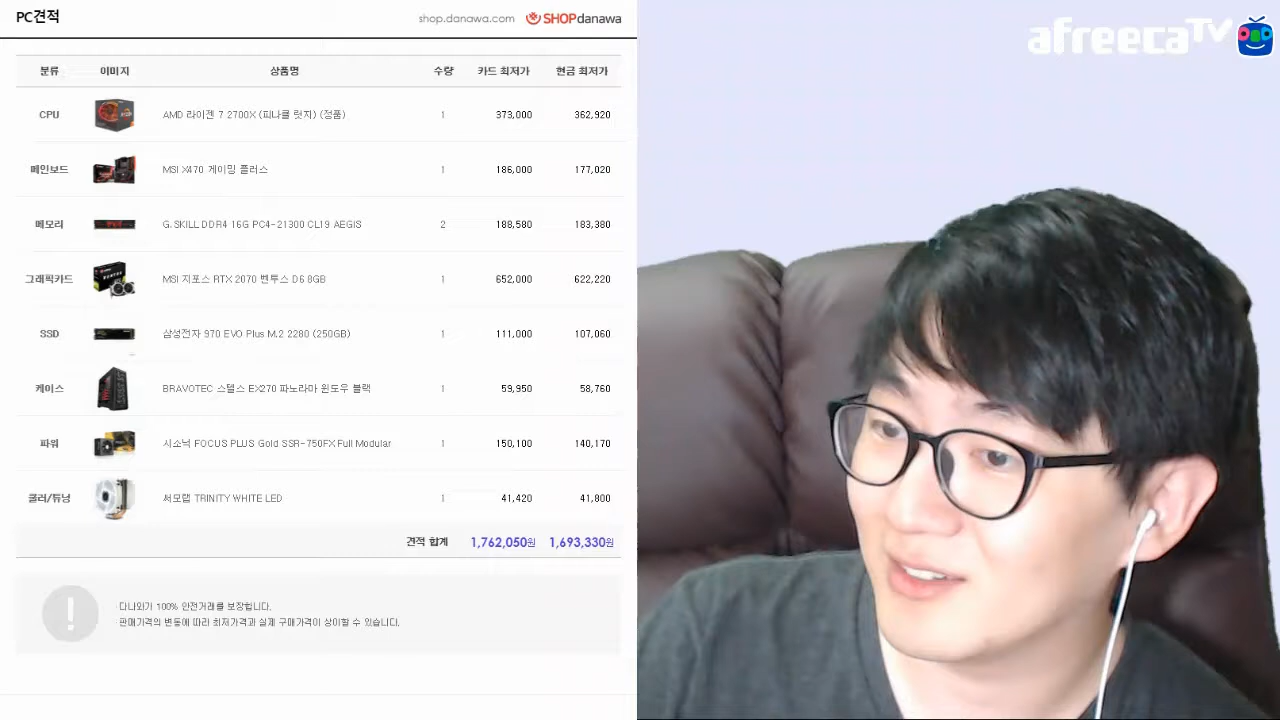 PC견적
shop.danawa.com SHOPdanawa
afreecaTV
분류 이미지 상품명 수량 카드 최저가 현금 최저가
CPU AMD 라이젠 7 2700X (피나클 릿지) (정품) 1 373,000 362,920
메인보드 MSI X470 게이밍 플러스 1 186,000 177,020
메모리 G.SKILL DDR4 16G PC4-21300 CL19 AEGIS 2 188,580 183,380
그래픽카드 MSI 지포스 RTX 2070 벤투스 D6 8GB 1 652,000 622,220
SSD 삼성전자 970 EVO Plus M.2 2280 (250GB) 1 111,000 107,060
케이스 BRAVOTEC 스텔스 EX270 파노라마 윈도우 블랙 1 59,950 58,760
파워 시소닉 FOCUS PLUS Gold SSR-750FX Full Modular 1 150,100 140,170
쿨러/튜닝 써모랩 TRINITY WHITE LED 1 41,420 41,800
견적 합계 1,762,050원 1,693,330원
다나와가 100% 안전거래를 보장합니다.
판매가격의 변동에 따라 최저가격과 실제 구매가격이 상이할 수 있습니다.